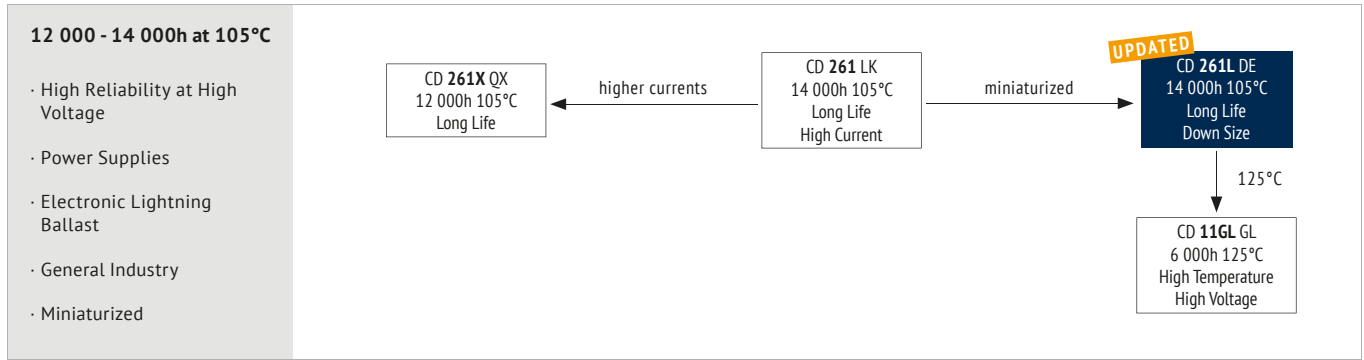 12 000 - 14 000h at 105°C
· High Reliability at High
Voltage
· Power Supplies
· Electronic Lightning
Ballast
· General Industry
· Miniaturized
CD 261X QX
12 000h 105°C
Long Life
higher currents
CD 261 LK
14 000h 105°C
Long Life
High Current
miniaturized
UPDATED
CD 261L DE
14 000h 105°C
Long Life
Down Size
125°C
CD 11GL GL
6 000h 125°C
High Temperature
High Voltage